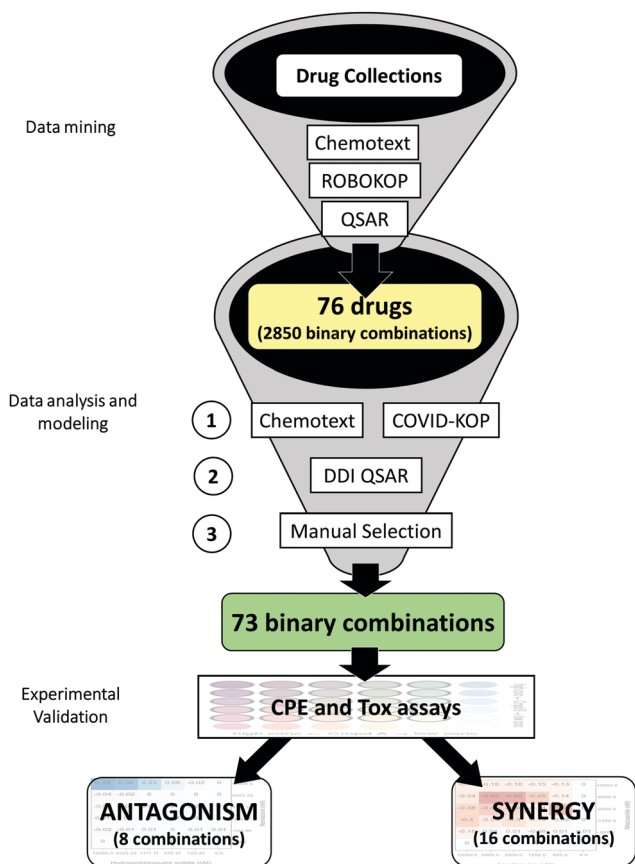 Drug Collections
Data mining
Chemotext
ROBOKOP
QSAR
76 drugs
(2850 binary combinations)
Data analysis and
modeling
1
Chemotext
COVID-KOP
2
DDI QSAR
3
Manual Selection
73 binary combinations
Experimental
Validation
CPE and Tox assays
ANTAGONISM
(8 combinations)
SYNERGY
(16 combinations)